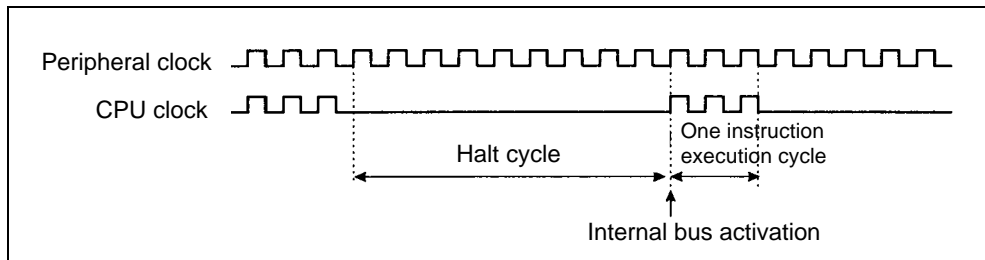 Peripheral clock
CPU clock
Halt cycle
One instruction
execution cycle
Internal bus activation